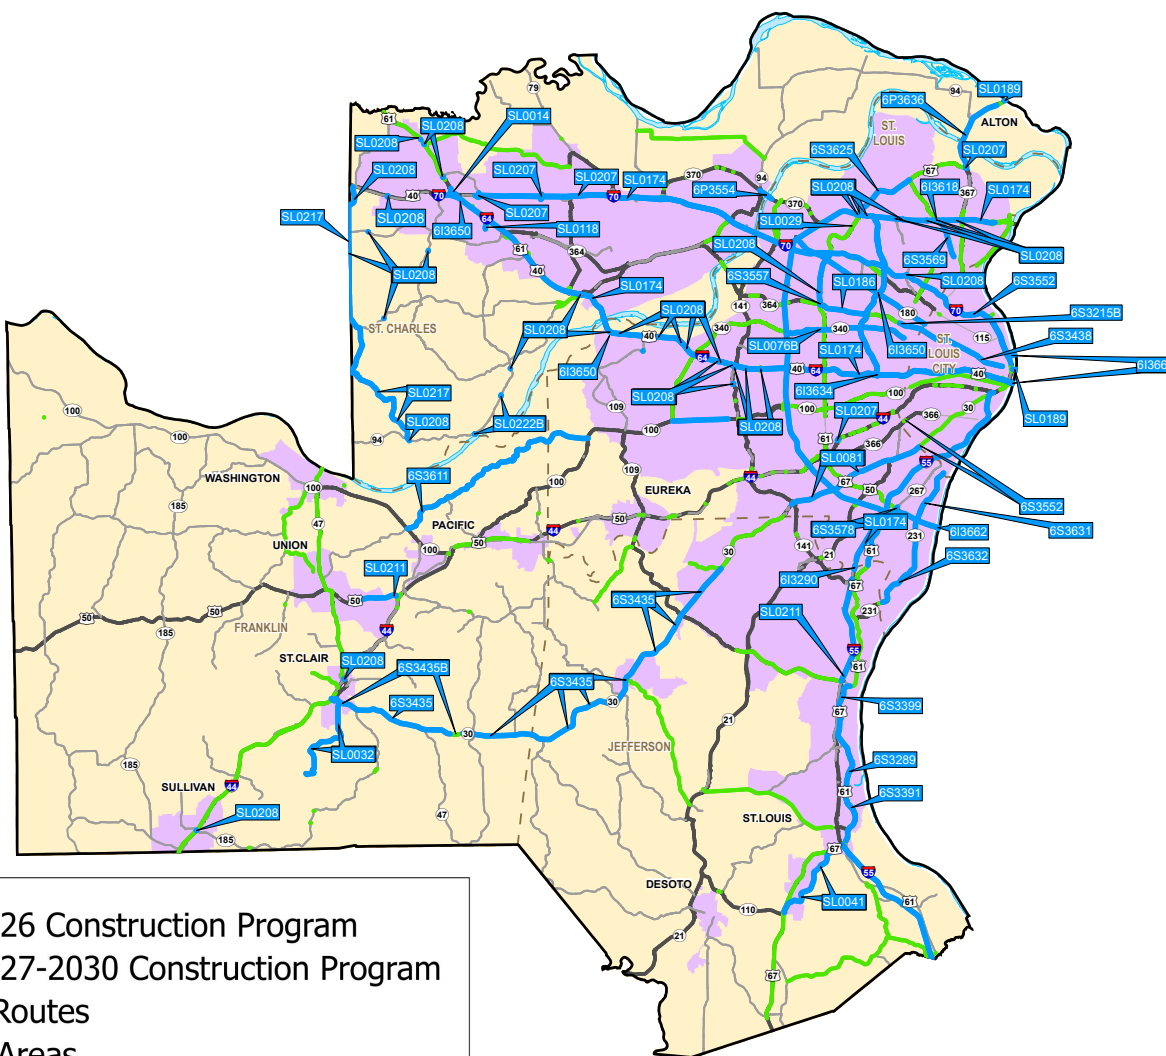 79
94
SL0189
6P3636
ALTON
61
SL0208
SL0014
ST.
LOUIS
SL0208
6S3625
SL0207
SL0208
SL0207
SL0207
SL0174
370
94
67
SL0208
6I3618
367
SL0174
40
70
70
6P3554
370
SL0217
SL0208
SL0207
64
SL0029
6I3650
SL0118
SL0208
70
SL0208
61
364
6S3569
SL0208
40
6S3557
SL0186
SL0208
6S3552
SL0174
141
364
70
180
6S3215B
ST. CHARLES
SL0208
SL0208
340
340
115
40
SL0076B
ST.
LOUIS
CITY
6S3438
6I3650
SL0174
64
6I3650
6I366
40
64
40
SL0208
6I3634
100
SL0217
SL0222B
109
100
SL0207
44
366
30
SL0189
100
SL0208
SL0208
100
94
100
61
366
SL0081
55
6S3611
109
WASHINGTON
100
44
67
50
267
100
EUREKA
6S3552
185
47
PACIFIC
44
50
6S3578
SL0174
6I3662
6S3631
UNION
100
50
30
141
21
61
231
6S3632
SL0211
6I3290
67
50
50
50
6S3435
SL0211
231
185
FRANKLIN
44
55
ST.CLAIR
SL0208
6S3435B
61
6S3435
6S3435
6S3399
30
67
21
30
JEFFERSON
185
SL0032
6S3289
SULLIVAN
44
61
6S3391
SL0208
47
ST.LOUIS
185
67
55
DESOTO
SL0041
61
110
21
67
26 Construction Program
27-2030 Construction Program
Routes
Areas